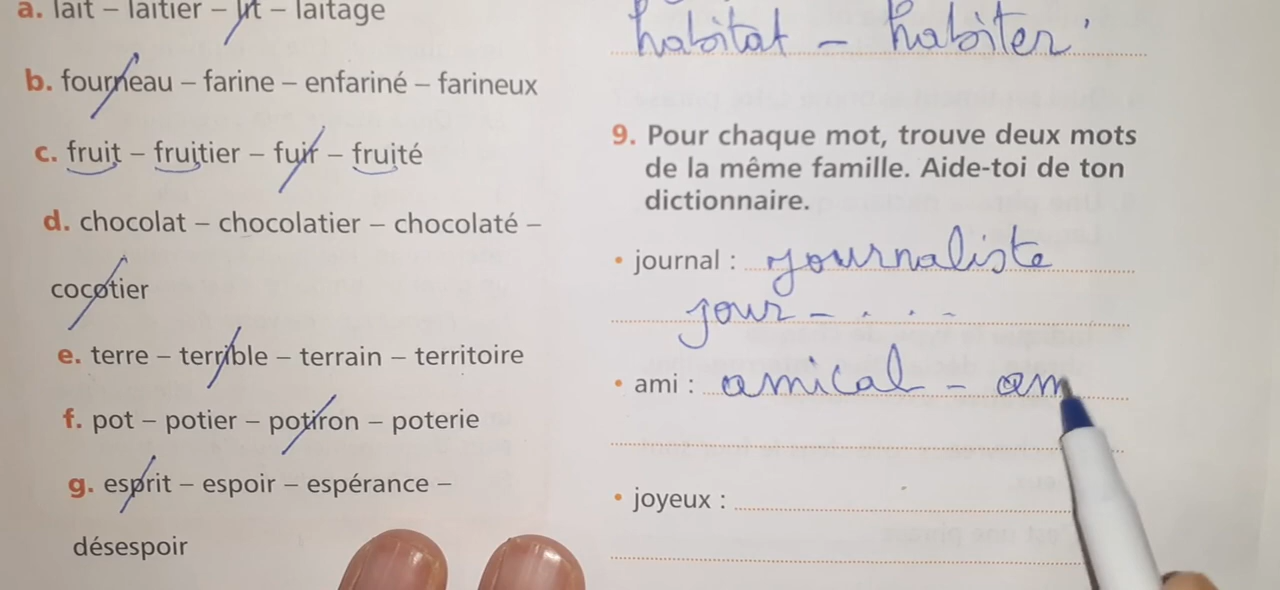 a. lait – laitier – lit – laitage
b. fourneau – farine – enfariné – farineux
c. fruit – fruitier – fuir – fruité
d. chocolat – chocolatier – chocolaté –
cocotier
e. terre – terrible – terrain – territoire
f. pot – potier – potiron – poterie
g. esprit – espoir – espérance –
désespoir
habitat – habiter
9. Pour chaque mot, trouve deux mots
de la même famille. Aide-toi de ton
dictionnaire.
• journal : journaliste
jour - . . -
• ami : amical - am
• joyeux :